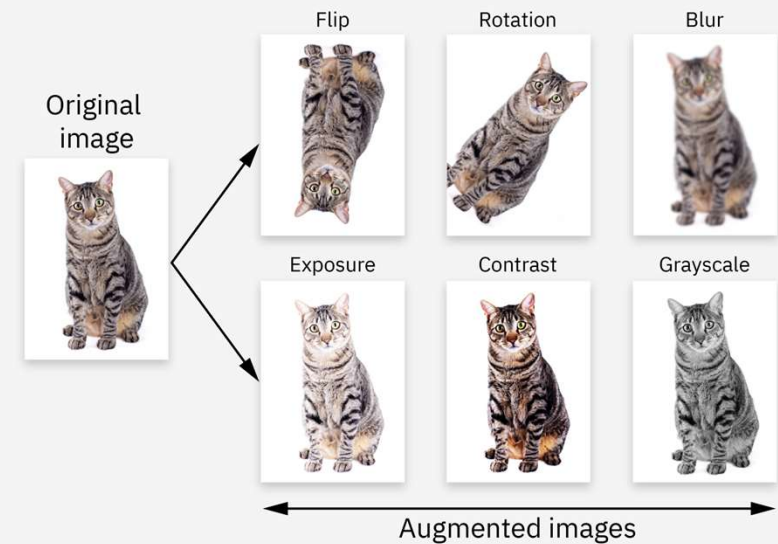 Flip
Rotation
Blur
Original
image
Exposure
Contrast
Grayscale
Augmented images